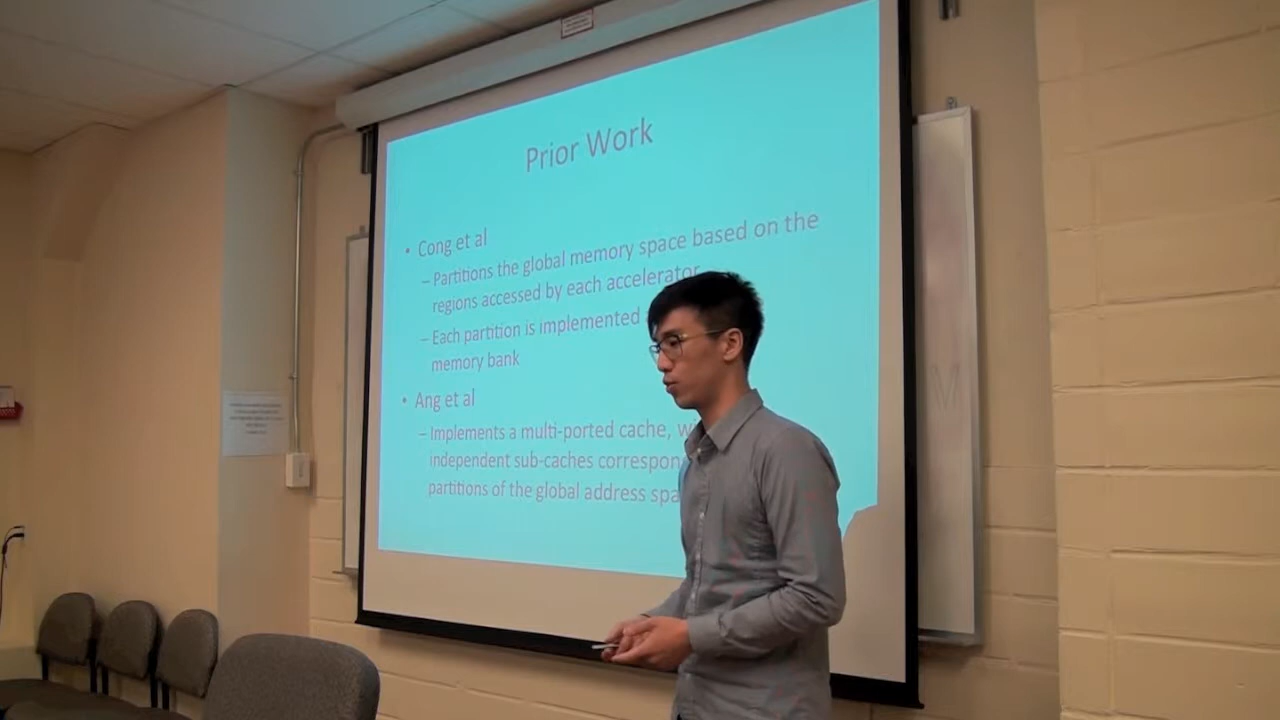 Prior Work
• Cong et al
– Partitions the global memory space based on the
regions accessed by each accelerator
– Each partition is implemented
memory bank
• Ang et al
– Implements a multi-ported cache,
independent sub-caches
partitions of the global address